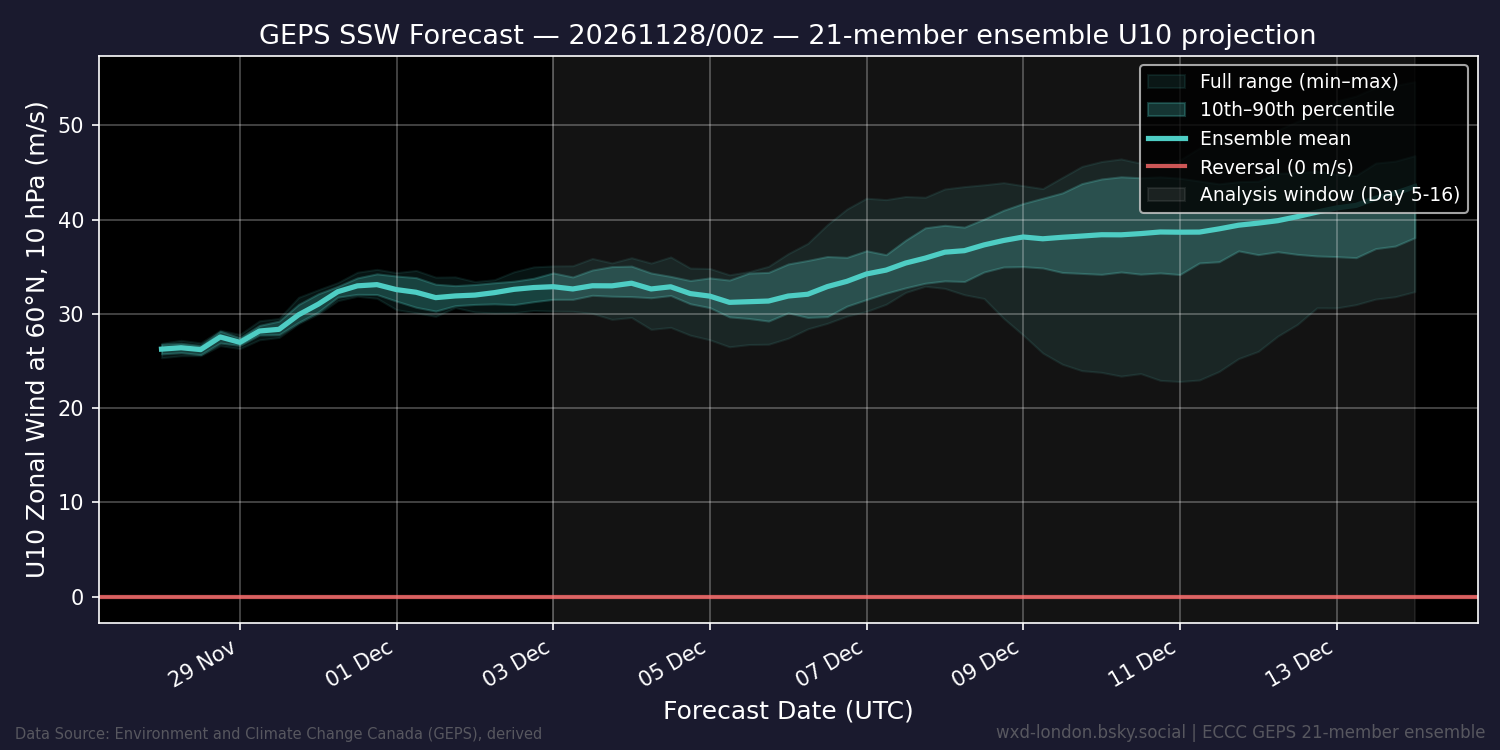 GEPS SSW Forecast — 20261128/00z — 21-member ensemble U10 projection
Full range (min–max)
10th–90th percentile
Ensemble mean
Reversal (0 m/s)
Analysis window (Day 5-16)
U10 Zonal Wind at 60°N, 10 hPa (m/s)
50
40
30
20
10
0
29 Nov
01 Dec
03 Dec
05 Dec
07 Dec
09 Dec
11 Dec
13 Dec
Forecast Date (UTC)
Data Source: Environment and Climate Change Canada (GEPS), derived
wxd-london.bsky.social | ECCC GEPS 21-member ensemble